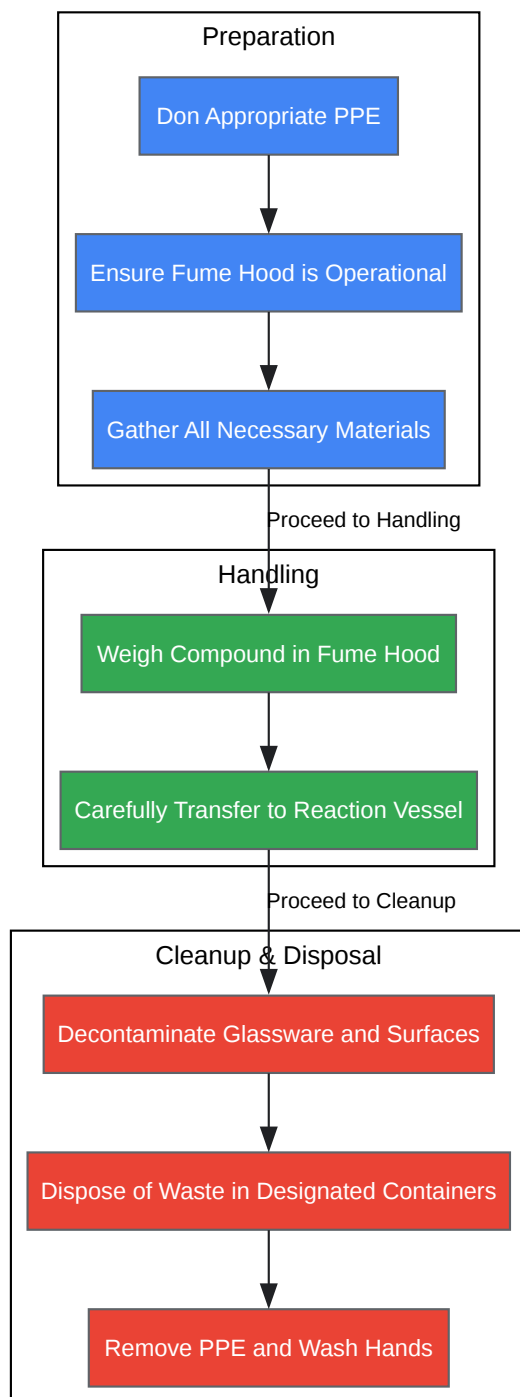 Preparation
Don Appropriate PPE
Ensure Fume Hood is Operational
Gather All Necessary Materials
Proceed to Handling
Handling
Weigh Compound in Fume Hood
Carefully Transfer to Reaction Vessel
Proceed to Cleanup
Cleanup & Disposal
Decontaminate Glassware and Surfaces
Dispose of Waste in Designated Containers
Remove PPE and Wash Hands